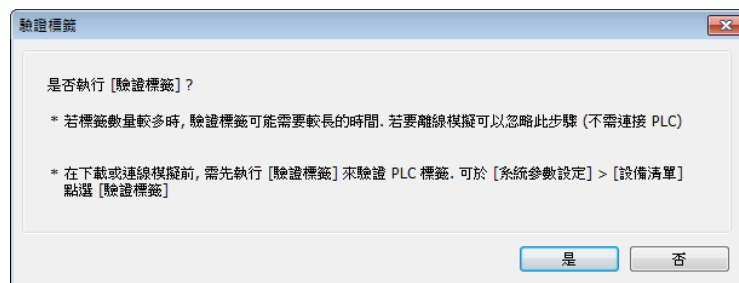 驗證標籤
是否執行 [驗證標籤] ?
* 若標籤數量較多時, 驗證標籤可能需要較長的時間. 若要離線模擬可以忽略此步驟 (不需連接 PLC)
* 在下載或連線模擬前, 需先執行 [驗證標籤] 來驗證 PLC 標籤. 可於 [系統參數設定] > [設備清單]
點選 [驗證標籤]
是
否